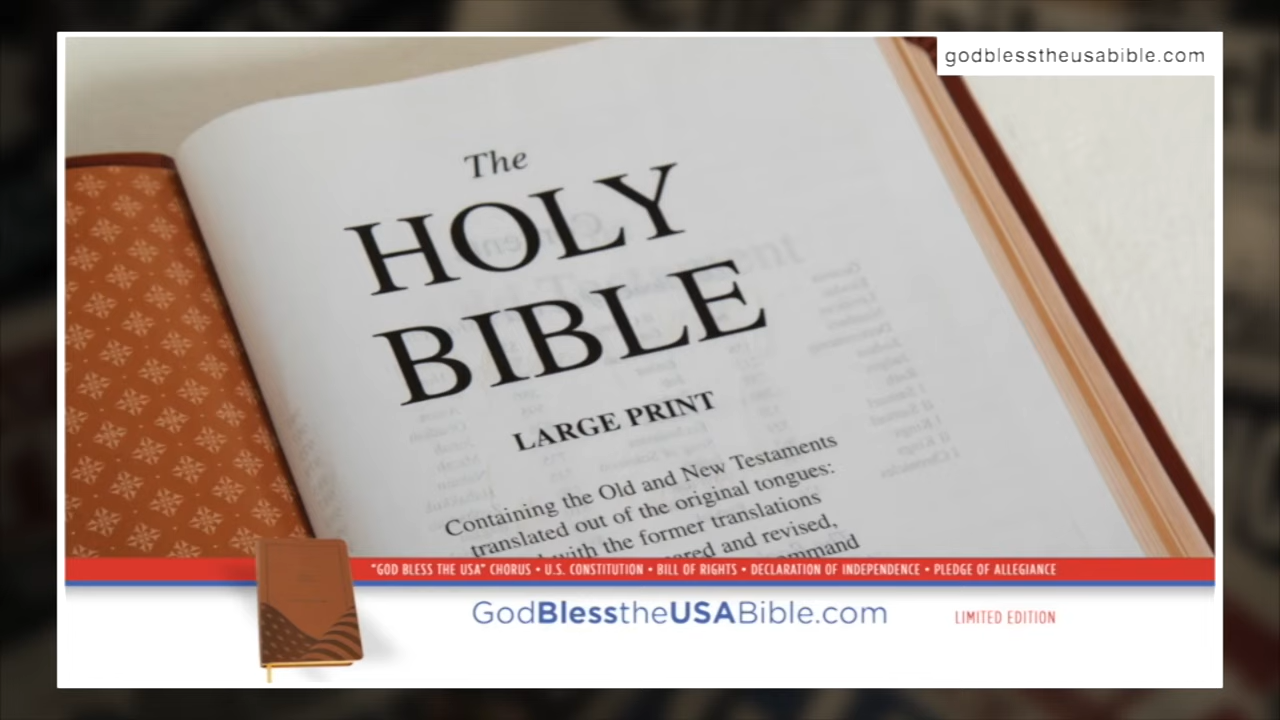 godblesstheusabible.com
The
HOLY
BIBLE
LARGE PRINT
Containing the Old and New Testaments
translated out of the original tongues:
with the former translations
and revised,
"GOD BLESS THE USA" CHORUS • U.S. CONSTITUTION • BILL OF RIGHTS • DECLARATION OF INDEPENDENCE • PLEDGE OF ALLEGIANCE
GodBlesstheUSABible.com
LIMITED EDITION